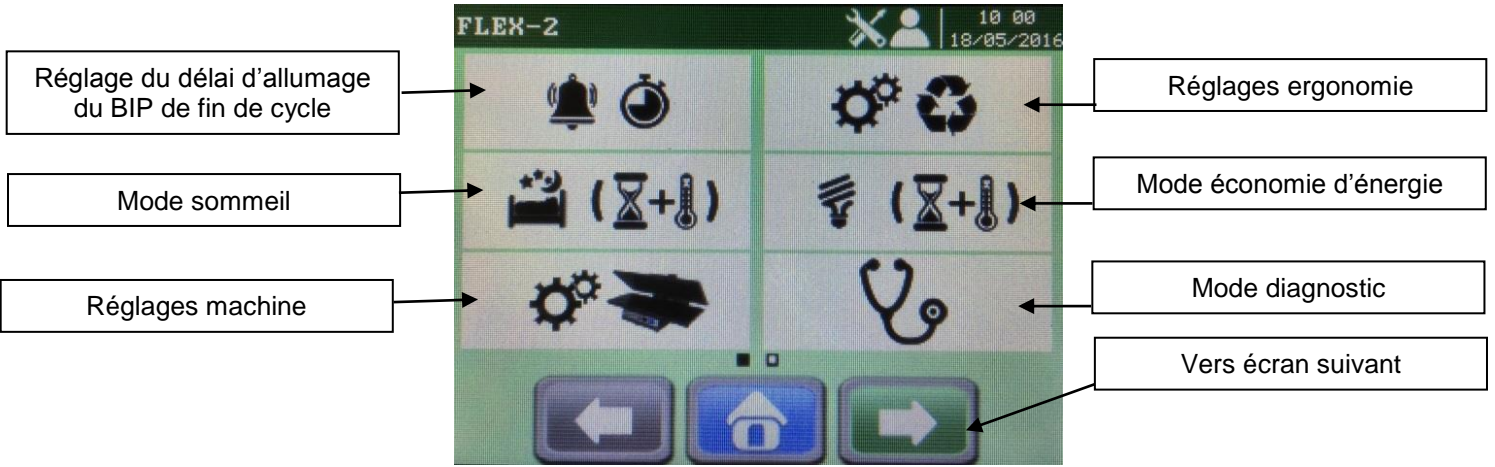 FLEX-2
10 00
18/05/2016
Réglage du délai d’allumage
du BIP de fin de cycle
Réglages ergonomie
Mode sommeil
( + )
Mode économie d’énergie
( + )
Réglages machine
Mode diagnostic
Vers écran suivant